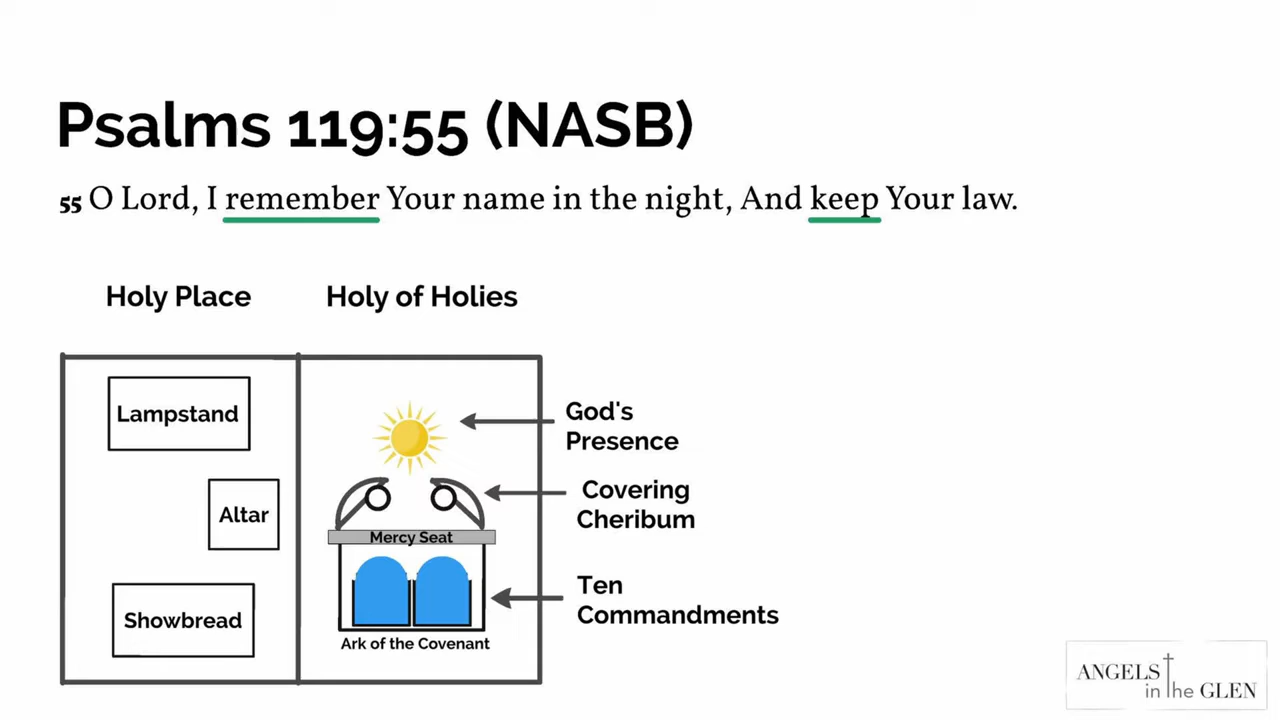 Psalms 119:55 (NASB)
55 O Lord, I remember Your name in the night, And keep Your law.
Holy Place
Holy of Holies
Lampstand
Altar
Showbread
God's
Presence
Covering
Cheribum
Mercy Seat
Ten
Commandments
Ark of the Covenant
ANGELS
in the GLEN